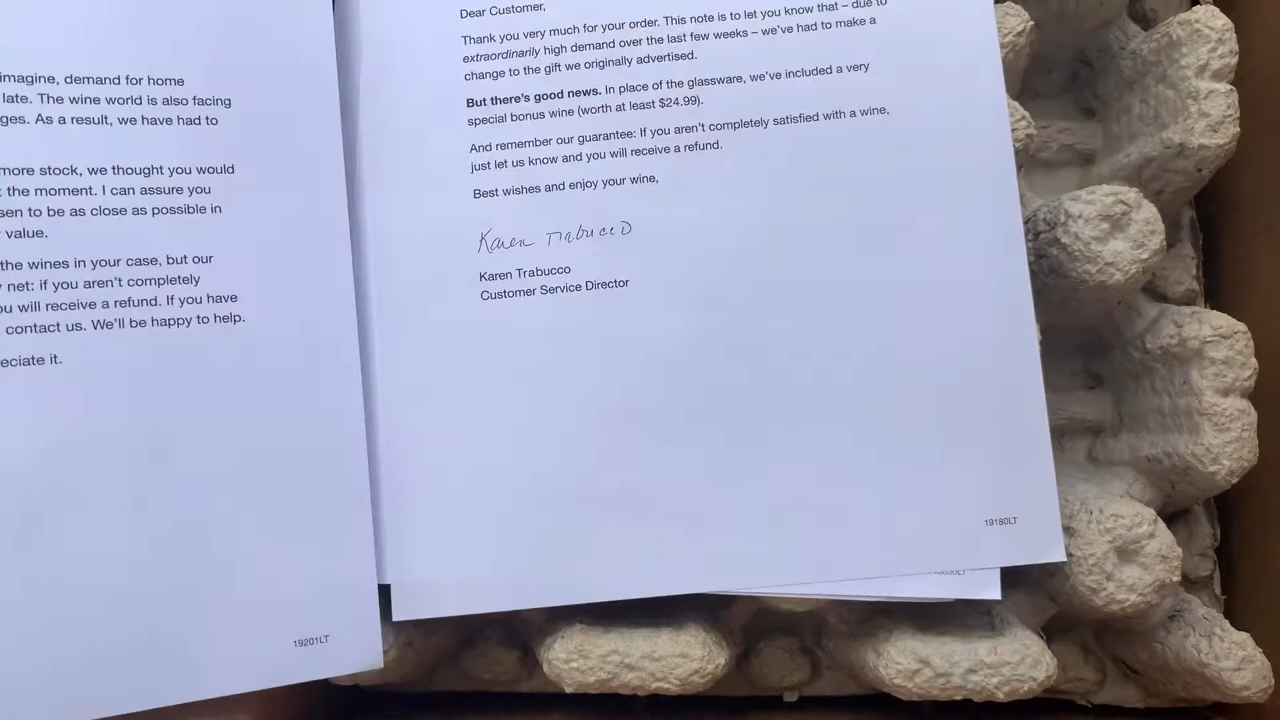 imagine, demand for home
late. The wine world is also facing
ges. As a result, we have had to
more stock, we thought you would
t the moment. I can assure you
sen to be as close as possible in
value.
the wines in your case, but our
net: if you aren't completely
ou will receive a refund. If you have
contact us. We'll be happy to help.
eciate it.
19201LT
Dear Customer,
Thank you very much for your order. This note is to let you know that – due to
extraordinarily high demand over the last few weeks – we've had to make a
change to the gift we originally advertised.
But there's good news. In place of the glassware, we've included a very
special bonus wine (worth at least $24.99).
And remember our guarantee: If you aren't completely satisfied with a wine,
just let us know and you will receive a refund.
Best wishes and enjoy your wine,
Karen Trabucco
Karen Trabucco
Customer Service Director
19180LT